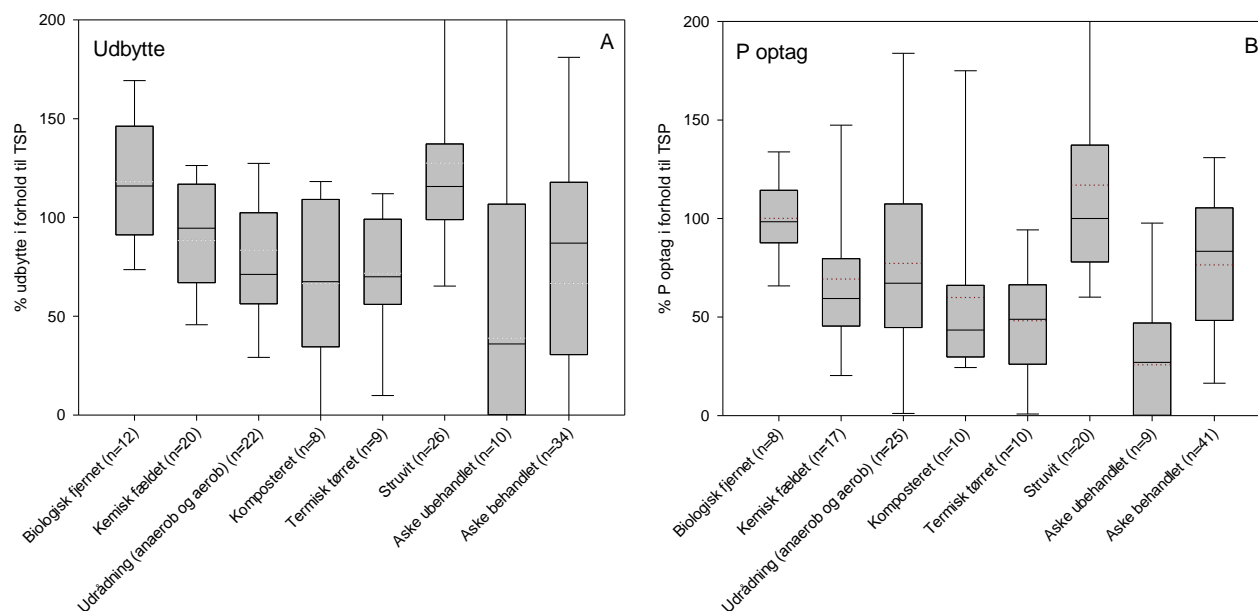 Udbytte
A
% udbytte i forhold til TSP
200
150
100
50
0
Biologisk fjernet (n=12)
Kemisk fældet (n=20)
Udrådning (anaerob og aerob) (n=22)
Komposteret (n=8)
Termisk tørret (n=9)
Struvit (n=26)
Aske ubehandlet (n=10)
Aske behandlet (n=34)
P optag
B
% P optag i forhold til TSP
200
150
100
50
0
Biologisk fjernet (n=8)
Kemisk fældet (n=17)
Udrådning (anaerob og aerob) (n=25)
Komposteret (n=10)
Termisk tørret (n=10)
Struvit (n=20)
Aske ubehandlet (n=9)
Aske behandlet (n=41)